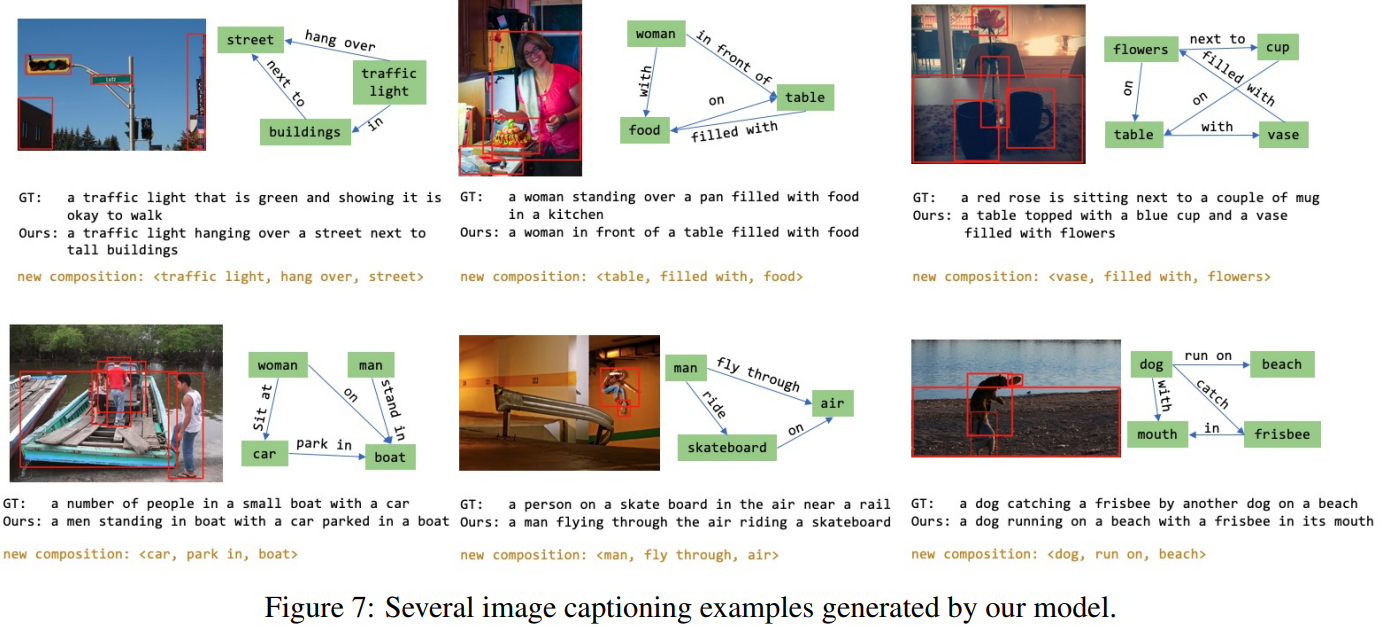 street
hang over
traffic
light
next to
buildings
in
GT: a traffic light that is green and showing it is
okay to walk
Ours: a traffic light hanging over a street next to
tall buildings
new composition: <traffic light, hang over, street>
woman
in front of
with
on
table
food
filled with
GT: a woman standing over a pan filled with food
in a kitchen
Ours: a woman in front of a table filled with food
new composition: <table, filled with, food>
flowers
next to
cup
filled with
on
on
table
with
vase
GT: a red rose is sitting next to a couple of mug
Ours: a table topped with a blue cup and a vase
filled with flowers
new composition: <vase, filled with, flowers>
woman
man
Sit at
on
stand in
car
park in
boat
GT: a number of people in a small boat with a car
Ours: a men standing in boat with a car parked in a boat
new composition: <car, park in, boat>
man
fly through
ride
air
skateboard
on
GT: a person on a skate board in the air near a rail
Ours: a man flying through the air riding a skateboard
new composition: <man, fly through, air>
dog
run on
beach
with
catch
mouth
in
frisbee
GT: a dog catching a frisbee by another dog on a beach
Ours: a dog running on a beach with a frisbee in its mouth
new composition: <dog, run on, beach>
Figure 7: Several image captioning examples generated by our model.